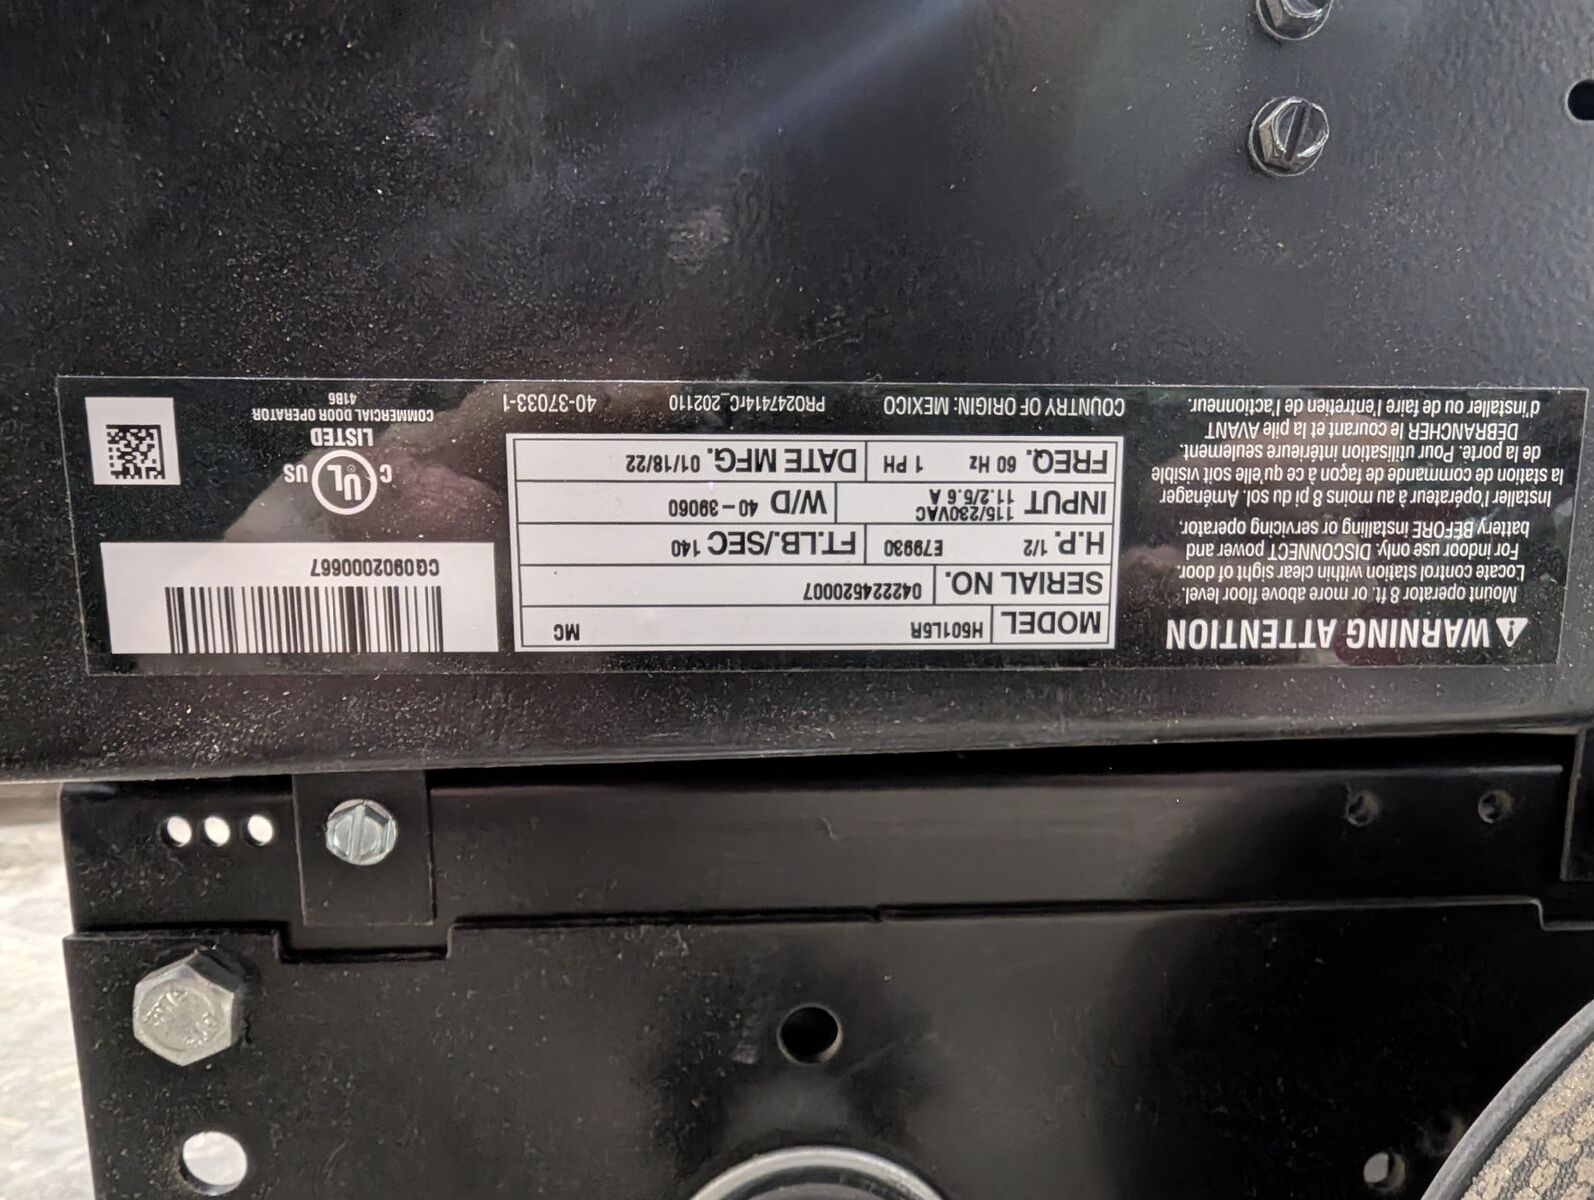 ⚠ WARNING ATTENTION
Mount operator 8 ft. or more above floor level.
Locate control station within clear sight of door.
For indoor use only. DISCONNECT power and
battery BEFORE installing or servicing operator.
Installer l'opérateur à au moins 8 pi du sol. Aménager
la station de commande de façon à ce qu'elle soit visible
de la porte. Pour utilisation intérieure seulement.
DÉBRANCHER le courant et la pile AVANT
d'installer ou de faire l'entretien de l'actionneur.
MODEL H501L5R MC
SERIAL NO. 042224520007
H.P. 1/2 E79930 FT.LB./SEC 140
INPUT 115/230VAC 11.2/5.6 A W/D 40-39060
FREQ. 60 Hz 1 PH DATE MFG. 01/18/22
COUNTRY OF ORIGIN: MEXICO PRO247414rC_202110 40-37033-1
CG0902000667
C UL US
LISTED
COMMERCIAL DOOR OPERATOR
41B6